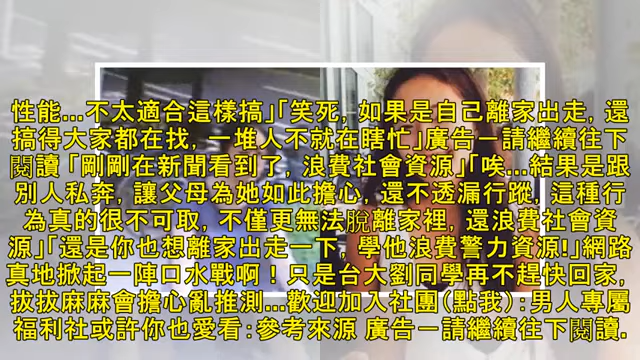 性能...不太適合這樣搞」「笑死, 如果是自己離家出走, 還
搞得大家都在找, 一堆人不就在瞎忙」廣告－請繼續往下
閱讀 「剛剛在新聞看到了, 浪費社會資源」「唉...結果是跟
別人私奔, 讓父母為她如此擔心, 還不透漏行蹤, 這種行
為真的很不可取, 不僅更無法脫離家裡, 還浪費社會資
源」「還是你也想離家出走一下, 學他浪費警力資源!」網路
真地掀起一陣口水戰啊！只是台大劉同學再不趕快回家,
拔拔麻麻會擔心亂推測...歡迎加入社團（點我）:男人專屬
福利社或許你也愛看:參考來源 廣告－請繼續往下閱讀.